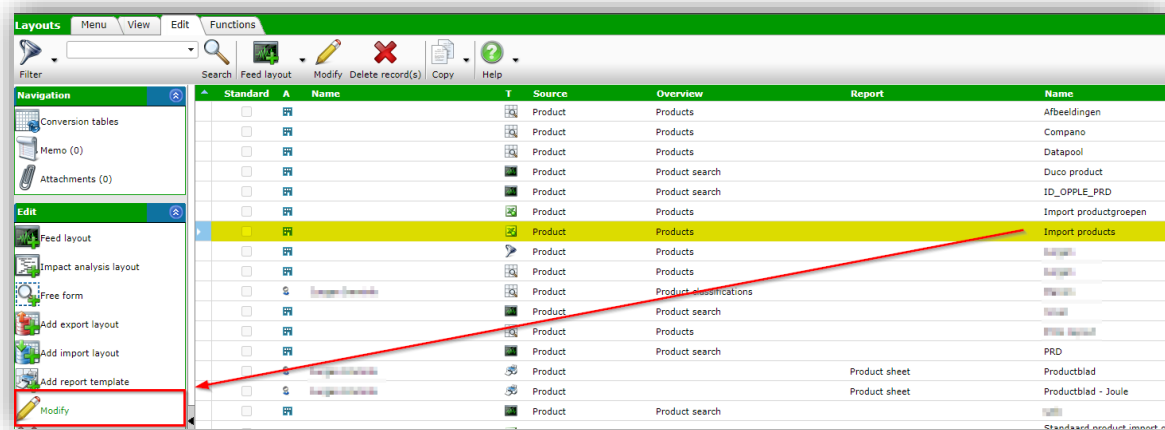 Layouts Menu View Edit Functions
Filter Search Feed layout Modify Delete record(s) Copy Help
Navigation
Conversion tables
Memo (0)
Attachments (0)
Edit
Feed layout
Impact analysis layout
Free form
Add export layout
Add import layout
Add report template
Modify
Standard A Name T Source Overview Report Name
Product Products Afbeeldingen
Product Products Compano
Product Products Datapool
Product Product search Duco product
Product Product search ID_OPPLE_PRD
Product Products Import productgroepen
Product Products Import products
Product Products
Product Products
Product Product classifications
Product Product search
Product Products
Product Product search PRD
Product Product sheet Productblad
Product Product sheet Productblad - Joule
Product Product search
Standaard product import